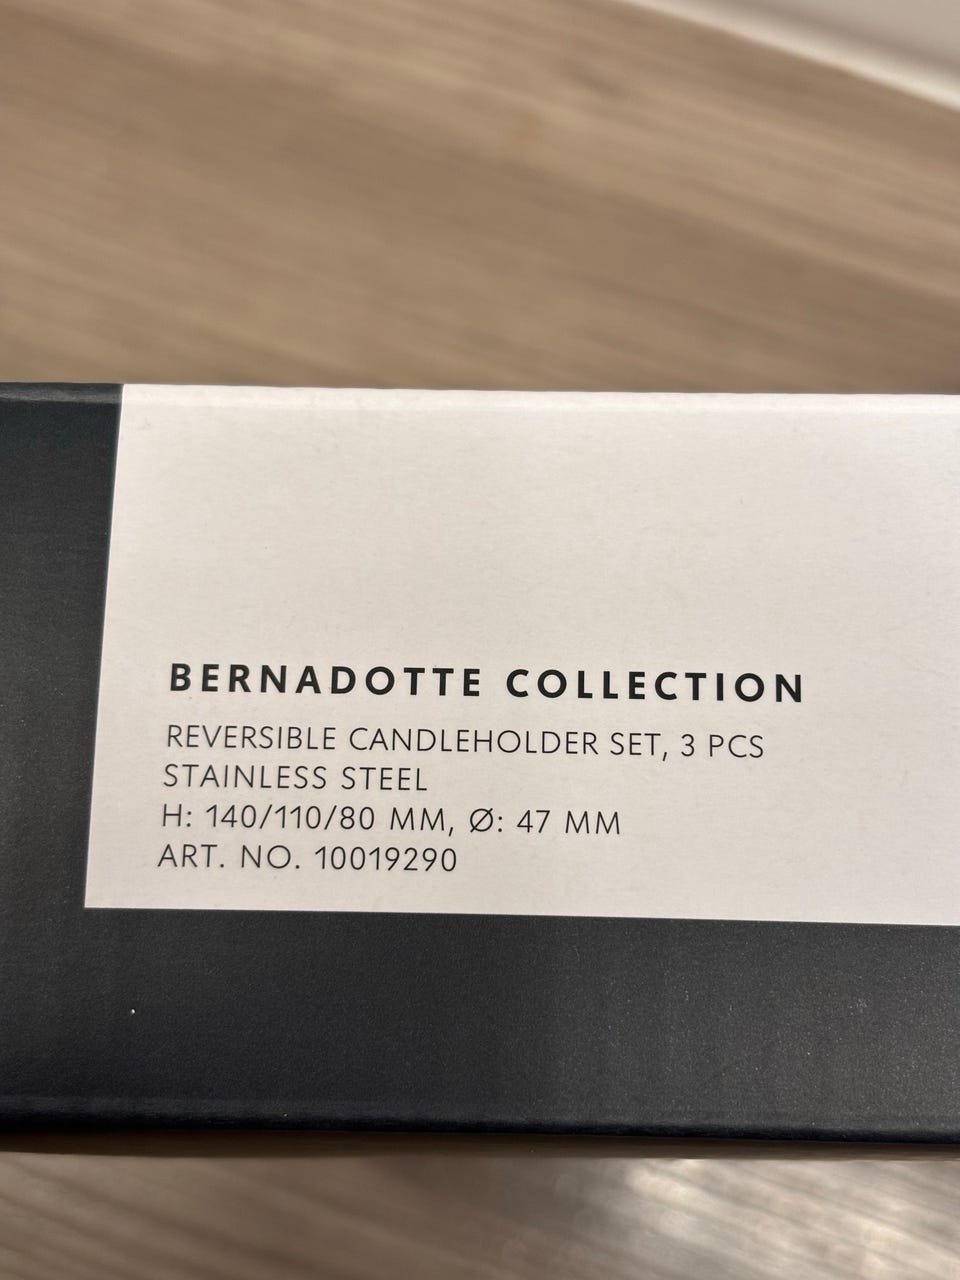 BERNADOTTE COLLECTION
REVERSIBLE CANDLEHOLDER SET, 3 PCS
STAINLESS STEEL
H: 140/110/80 MM, Ø: 47 MM
ART. NO. 10019290